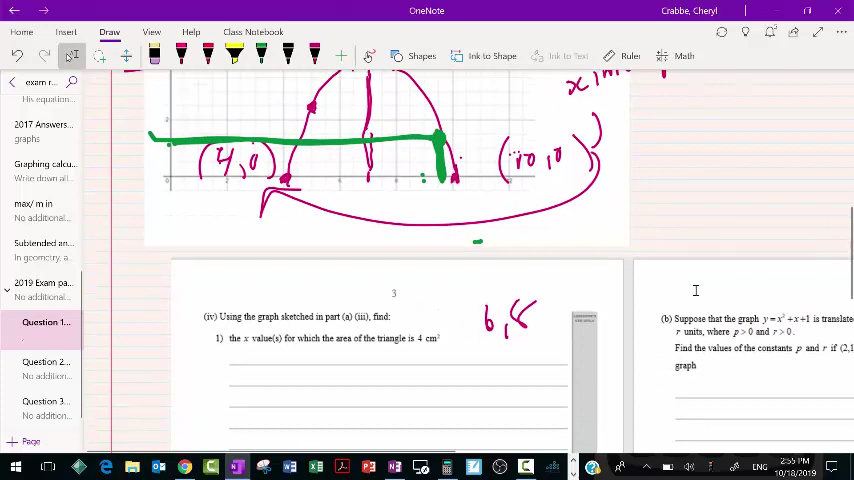 OneNote
Crabbe, Cheryl
Home
Insert
Draw
View
Help
Class Notebook
Shapes
Ink to Shape
Ink to Text
Ruler
Math
exam r...
His equation...
2017 Answers...
graphs
Graphing calcu...
Write down all...
max/ m in
No additional...
Subtended an...
In geometry, a...
2019 Exam pa...
No additional...
Question 1...
Question 2...
No additional...
Question 3...
No additional...
Page
(4,0)
(10,0)
2
3
(iv) Using the graph sketched in part (a) (iii), find:
6,8
1) the x value(s) for which the area of the triangle is 4 cm²
(b) Suppose that the graph y = x² + x + 1 is translate
r units, where p > 0 and r > 0.
Find the values of the constants p and r if (2,1
graph
ENG
2:55 PM
10/18/2019